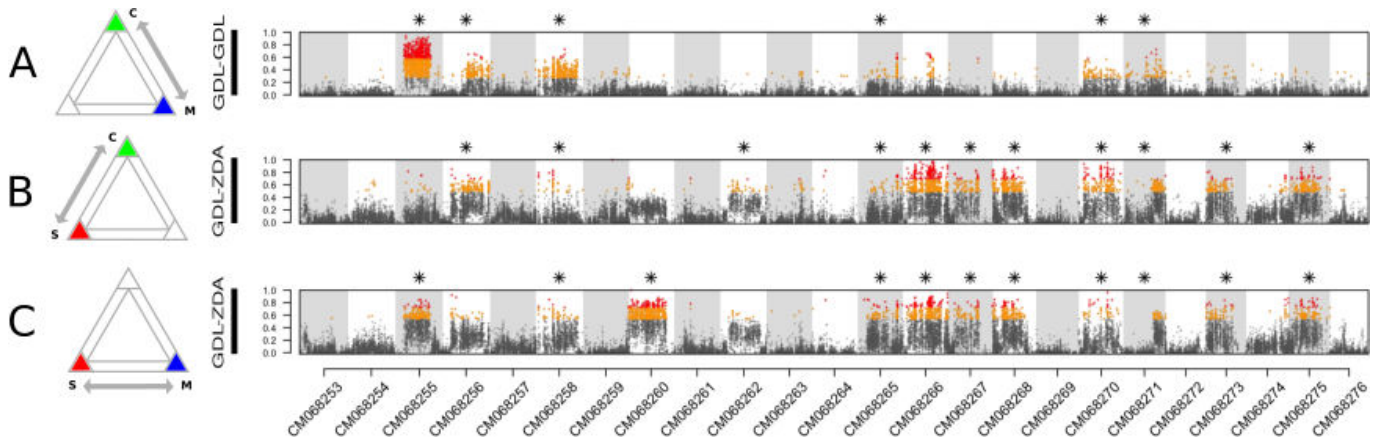 A
C
M
GDL-GDL
1.0
0.8
0.6
0.4
0.2
0.0
* * * * * *
B
C
S
GDL-ZDA
1.0
0.8
0.6
0.4
0.2
0.0
* * * * * * * * * * *
C
S
M
GDL-ZDA
1.0
0.8
0.6
0.4
0.2
0.0
* * * * * * * * * * *
CM068253
CM068254
CM068255
CM068256
CM068257
CM068258
CM068259
CM068260
CM068261
CM068262
CM068263
CM068264
CM068265
CM068266
CM068267
CM068268
CM068269
CM068270
CM068271
CM068272
CM068273
CM068274
CM068275
CM068276